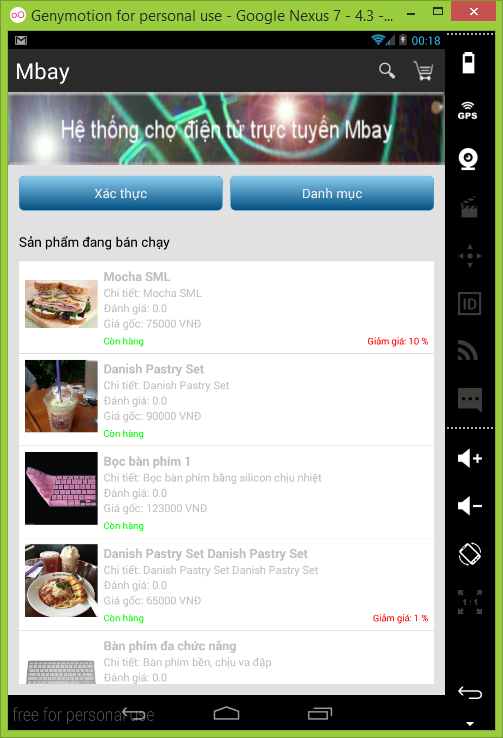 Genymotion for personal use - Google Nexus 7 - 4.3 -...
00:18
Mbay
Hệ thống chợ điện tử trực tuyến Mbay
Xác thực
Danh mục
Sản phẩm đang bán chạy
Mocha SML
Chi tiết: Mocha SML
Đánh giá: 0.0
Giá gốc: 75000 VNĐ
Còn hàng
Giảm giá: 10 %
Danish Pastry Set
Chi tiết: Danish Pastry Set
Đánh giá: 0.0
Giá gốc: 90000 VNĐ
Còn hàng
Bọc bàn phím 1
Chi tiết: Bọc bàn phím bằng silicon chịu nhiệt
Đánh giá: 0.0
Giá gốc: 123000 VNĐ
Còn hàng
Danish Pastry Set Danish Pastry Set
Chi tiết: Danish Pastry Set Danish Pastry Set
Đánh giá: 0.0
Giá gốc: 65000 VNĐ
Còn hàng
Giảm giá: 1 %
Bàn phím đa chức năng
Chi tiết: Bàn phím bền, chịu va đập
Đánh giá: 0.0
free for personal use
GPS
ID
1:1